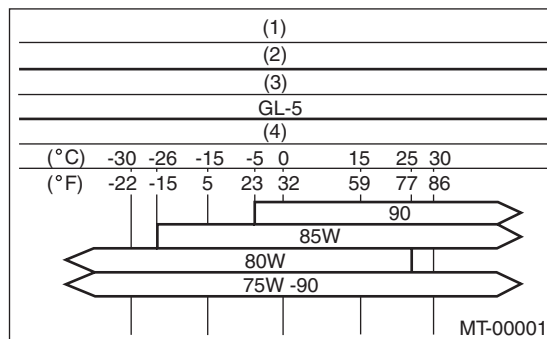 (1)
(2)
(3)
GL-5
(4)
(°C) -30 -26 -15 -5 0 15 25 30
(°F) -22 -15 5 23 32 59 77 86
90
85W
80W
75W -90
MT-00001